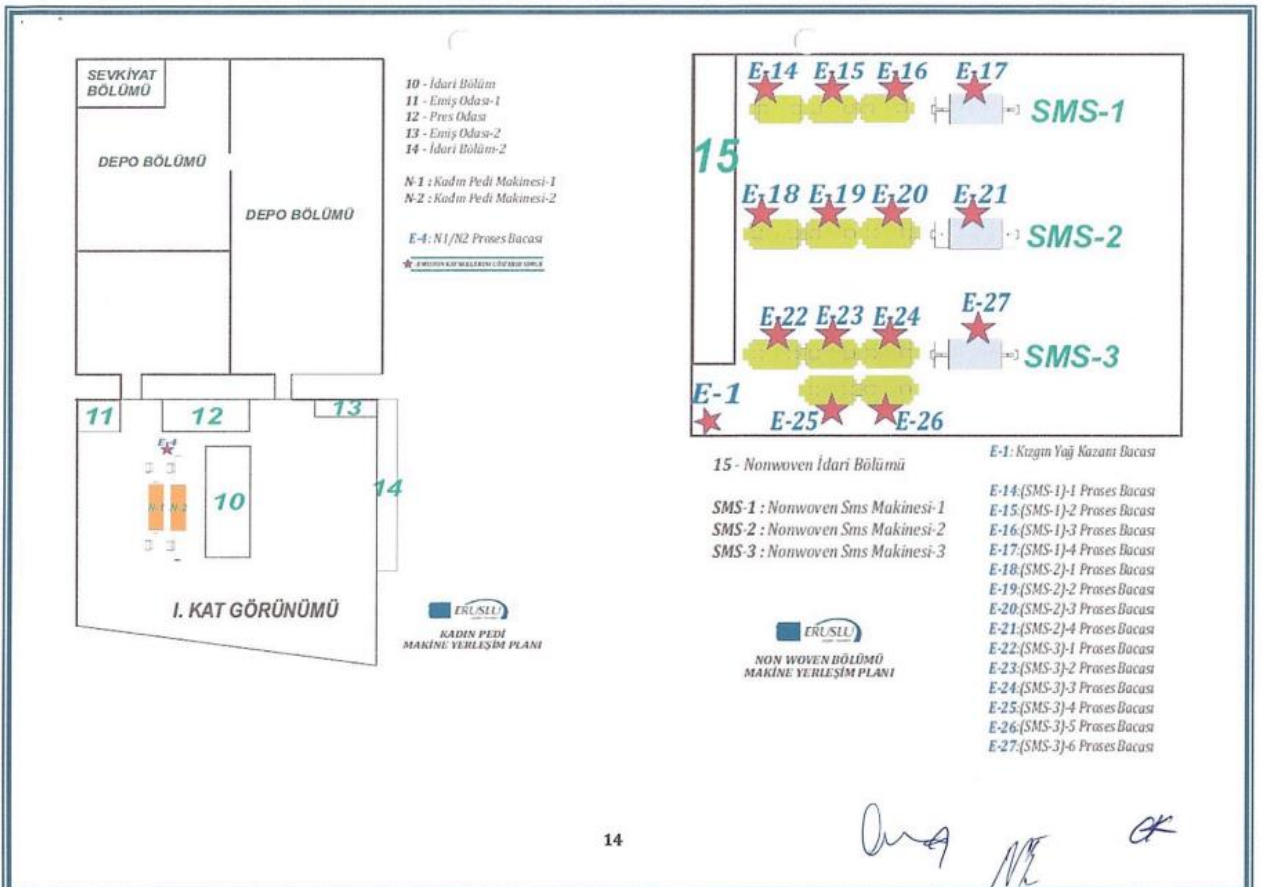 SEVKİYAT
BÖLÜMÜ
DEPO BÖLÜMÜ
DEPO BÖLÜMÜ
11
12
13
E-4
N-1
N-2
10
14
I. KAT GÖRÜNÜMÜ
10 - İdari Bölüm
11 - Emiş Odası-1
12 - Pres Odası
13 - Emiş Odası-2
14 - İdari Bölüm-2
N-1 : Kadın Pedi Makinesi-1
N-2 : Kadın Pedi Makinesi-2
E-4: N1/N2 Proses Bacası
ERUSLU
KADIN PEDİ
MAKİNE YERLEŞİM PLANI
E-14 E-15 E-16 E-17
SMS-1
15
E-18 E-19 E-20 E-21
SMS-2
E-27
E-22 E-23 E-24
SMS-3
E-1
E-25 E-26
15 - Nonwoven İdari Bölümü
SMS-1 : Nonwoven Sms Makinesi-1
SMS-2 : Nonwoven Sms Makinesi-2
SMS-3 : Nonwoven Sms Makinesi-3
ERUSLU
NON WOVEN BÖLÜMÜ
MAKİNE YERLEŞİM PLANI
E-1: Kızgın Yağ Kazanı Bacası
E-14:(SMS-1)-1 Proses Bacası
E-15:(SMS-1)-2 Proses Bacası
E-16:(SMS-1)-3 Proses Bacası
E-17:(SMS-1)-4 Proses Bacası
E-18:(SMS-2)-1 Proses Bacası
E-19:(SMS-2)-2 Proses Bacası
E-20:(SMS-2)-3 Proses Bacası
E-21:(SMS-2)-4 Proses Bacası
E-22:(SMS-3)-1 Proses Bacası
E-23:(SMS-3)-2 Proses Bacası
E-24:(SMS-3)-3 Proses Bacası
E-25:(SMS-3)-4 Proses Bacası
E-26:(SMS-3)-5 Proses Bacası
E-27:(SMS-3)-6 Proses Bacası
14